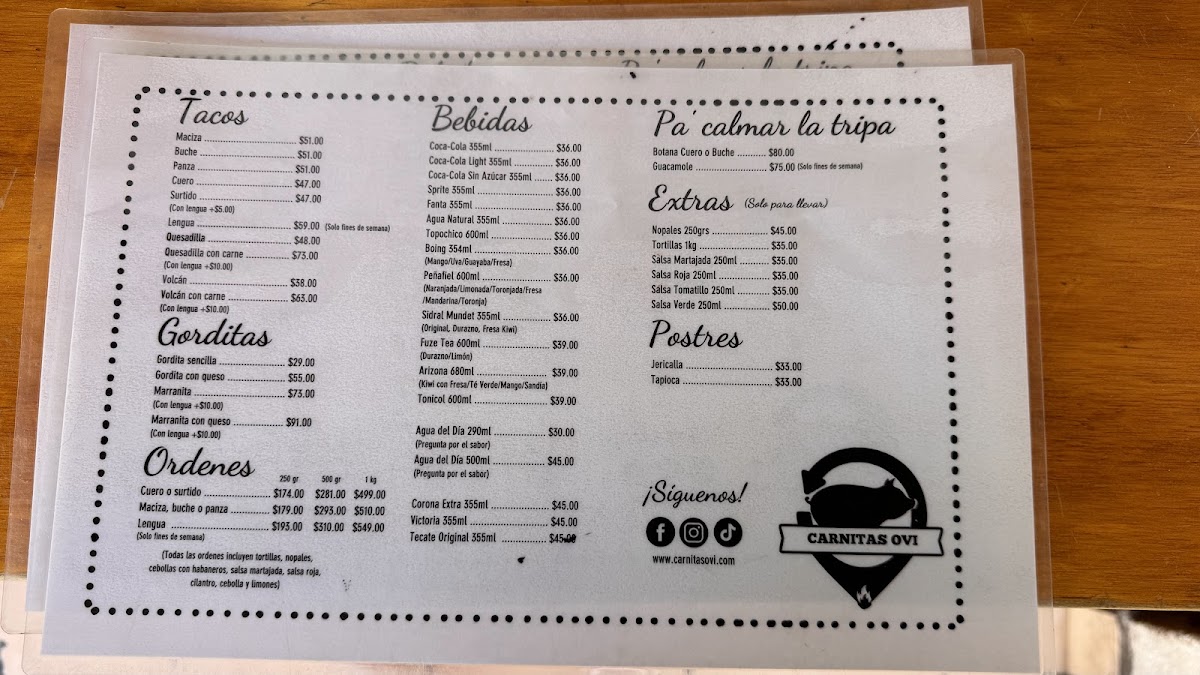 Tacos
Maciza ........ $51.00
Buche ........ $51.00
Panza ........ $51.00
Cuero ........ $47.00
Surtido ........ $47.00
(Con lengua +$5.00)
Lengua ........ $59.00 (Solo fines de semana)
Quesadilla ........ $48.00
Quesadilla con carne ........ $73.00
(Con lengua +$10.00)
Volcán ........ $38.00
Volcán con carne ........ $63.00
(Con lengua +$10.00)
Gorditas
Gordita sencilla ........ $29.00
Gordita con queso ........ $55.00
Marranita ........ $73.00
(Con lengua +$10.00)
Marranita con queso ........ $91.00
(Con lengua +$10.00)
Ordenes
250 gr 500 gr 1 kg
Cuero o surtido ........ $174.00 $281.00 $499.00
Maciza, buche o panza ........ $179.00 $293.00 $510.00
Lengua ........ $193.00 $310.00 $549.00
(Solo fines de semana)
(Todas las ordenes incluyen tortillas, nopales,
cebollas con habaneros, salsa martajada, salsa roja,
cilantro, cebolla y limones)
Bebidas
Coca-Cola 355ml ........ $36.00
Coca-Cola Light 355ml ........ $36.00
Coca-Cola Sin Azúcar 355ml ........ $36.00
Sprite 355ml ........ $36.00
Fanta 355ml ........ $36.00
Agua Natural 355ml ........ $36.00
Topochico 600ml ........ $36.00
Boing 354ml ........ $36.00
(Mango/Uva/Guayaba/Fresa)
Peñafiel 600ml ........ $36.00
(Naranjada/Limonada/Toronjada/Fresa
/Mandarina/Toronja)
Sidral Mundet 355ml ........ $36.00
(Original, Durazno, Fresa Kiwi)
Fuze Tea 600ml ........ $39.00
(Durazno/Limón)
Arizona 680ml ........ $39.00
(Kiwi con Fresa/Té Verde/Mango/Sandía)
Tonicol 600ml ........ $39.00
Agua del Día 290ml ........ $30.00
(Pregunta por el sabor)
Agua del Día 500ml ........ $45.00
(Pregunta por el sabor)
Corona Extra 355ml ........ $45.00
Victoria 355ml ........ $45.00
Tecate Original 355ml ........ $45.00
Pa' calmar la tripa
Botana Cuero o Buche ........ $80.00
Guacamole ........ $75.00 (Solo fines de semana)
Extras (Solo para llevar)
Nopales 250grs ........ $45.00
Tortillas 1kg ........ $35.00
Salsa Martajada 250ml ........ $35.00
Salsa Roja 250ml ........ $35.00
Salsa Tomatillo 250ml ........ $35.00
Salsa Verde 250ml ........ $50.00
Postres
Jericalla ........ $33.00
Tapioca ........ $33.00
¡Síguenos!
www.carnitasovi.com
CARNITAS OVI